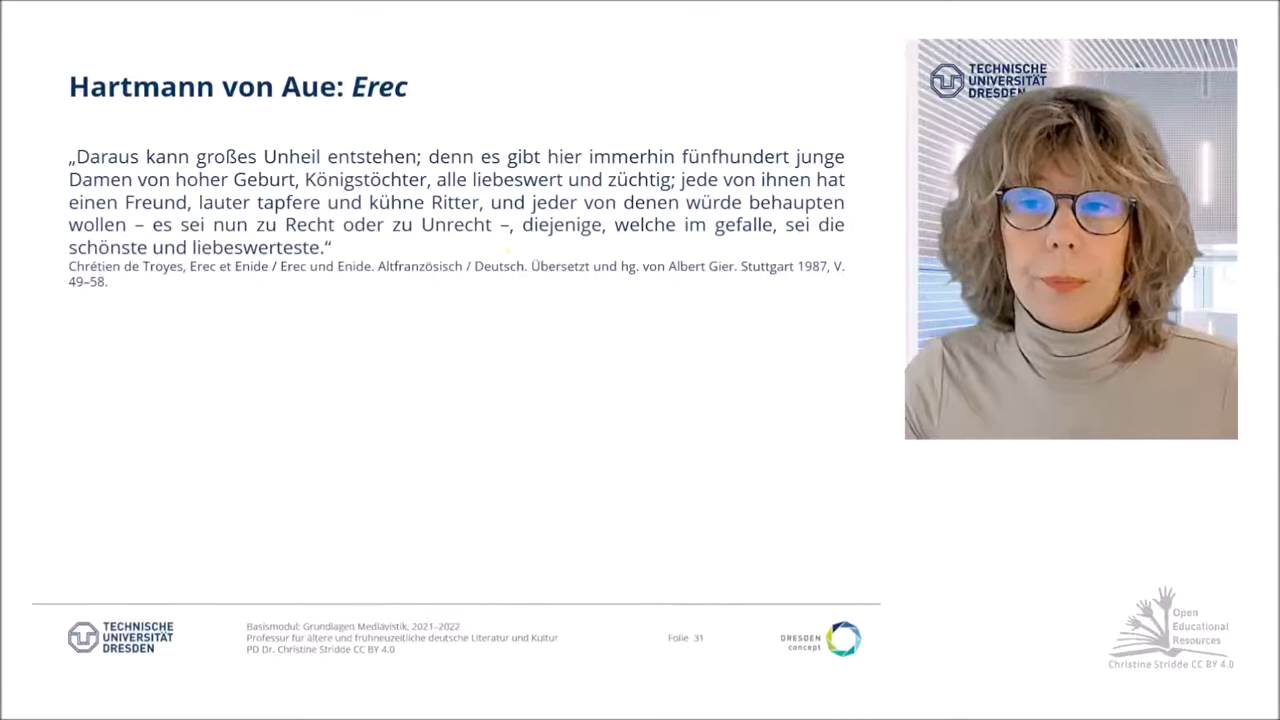 Hartmann von Aue: Erec
„Daraus kann großes Unheil entstehen; denn es gibt hier immerhin fünfhundert junge
Damen von hoher Geburt, Königstöchter, alle liebeswert und züchtig; jede von ihnen hat
einen Freund, lauter tapfere und kühne Ritter, und jeder von denen würde behaupten
wollen – es sei nun zu Recht oder zu Unrecht –, diejenige, welche im gefalle, sei die
schönste und liebeswerteste.“
Chrétien de Troyes, Erec et Enide / Erec und Enide. Altfranzösisch / Deutsch. Übersetzt und hg. von Albert Gier. Stuttgart 1987, V.
49–58.
TECHNISCHE
UNIVERSITÄT
DRESDEN
TECHNISCHE
UNIVERSITÄT
DRESDEN
Basismodul: Grundlagen Mediävistik, 2021–2022
Professur für ältere und frühneuzeitliche deutsche Literatur und Kultur
PD Dr. Christine Stridde CC BY 4.0
Folie 31
DRESDEN
concept
Open
Educational
Resources
Christine Stridde CC BY 4.0